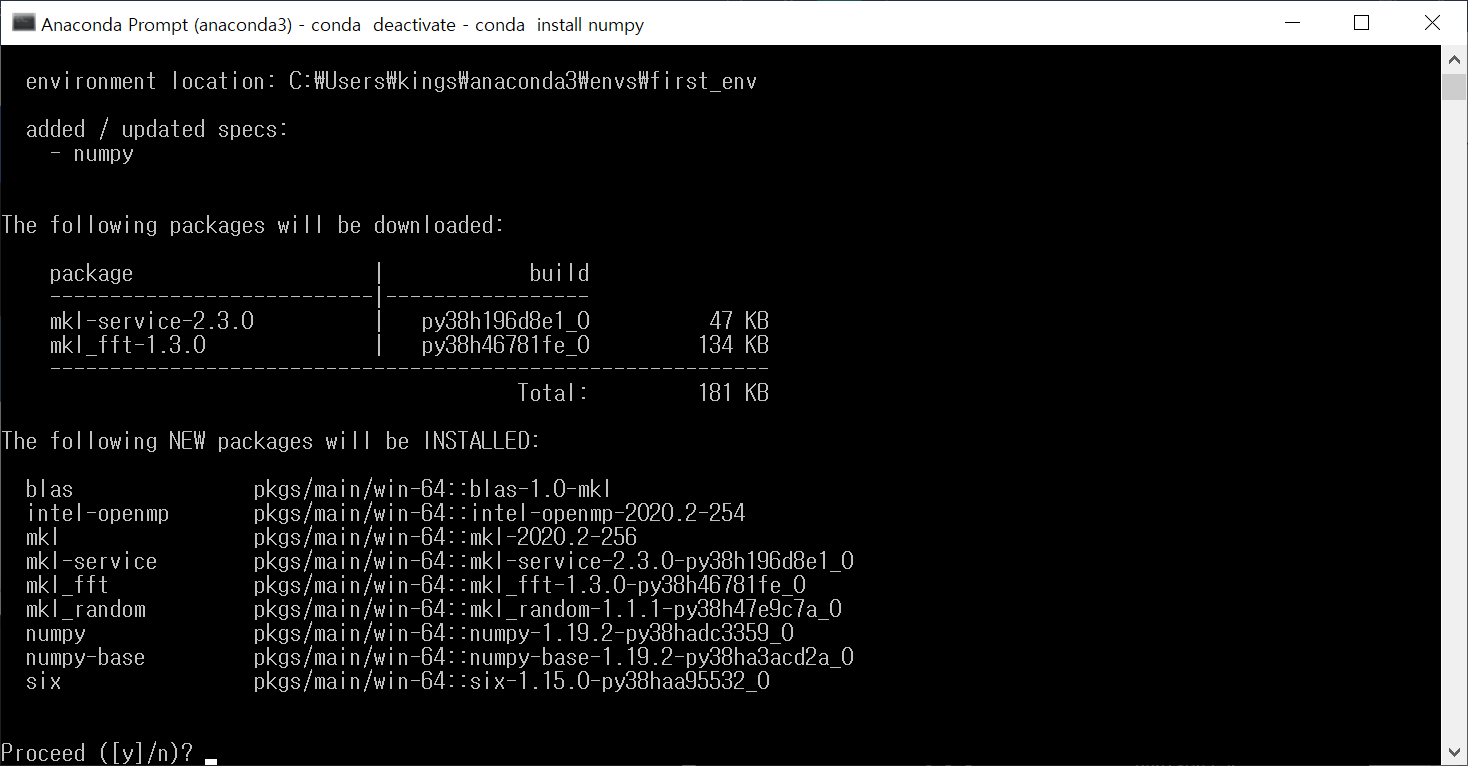 Anaconda Prompt (anaconda3) - conda  deactivate - conda  install numpy
  environment location: C:₩Users₩kings₩anaconda3₩envs₩first_env
  added / updated specs:
    - numpy
The following packages will be downloaded:
    package                    |            build
    ---------------------------|-----------------
    mkl-service-2.3.0          |   py38h196d8e1_0          47 KB
    mkl_fft-1.3.0              |   py38h46781fe_0         134 KB
    ------------------------------------------------------------
                                           Total:         181 KB
The following NEW packages will be INSTALLED:
  blas               pkgs/main/win-64::blas-1.0-mkl
  intel-openmp       pkgs/main/win-64::intel-openmp-2020.2-254
  mkl                pkgs/main/win-64::mkl-2020.2-256
  mkl-service        pkgs/main/win-64::mkl-service-2.3.0-py38h196d8e1_0
  mkl_fft            pkgs/main/win-64::mkl_fft-1.3.0-py38h46781fe_0
  mkl_random         pkgs/main/win-64::mkl_random-1.1.1-py38h47e9c7a_0
  numpy              pkgs/main/win-64::numpy-1.19.2-py38hadc3359_0
  numpy-base         pkgs/main/win-64::numpy-base-1.19.2-py38ha3acd2a_0
  six                pkgs/main/win-64::six-1.15.0-py38haa95532_0
Proceed ([y]/n)?